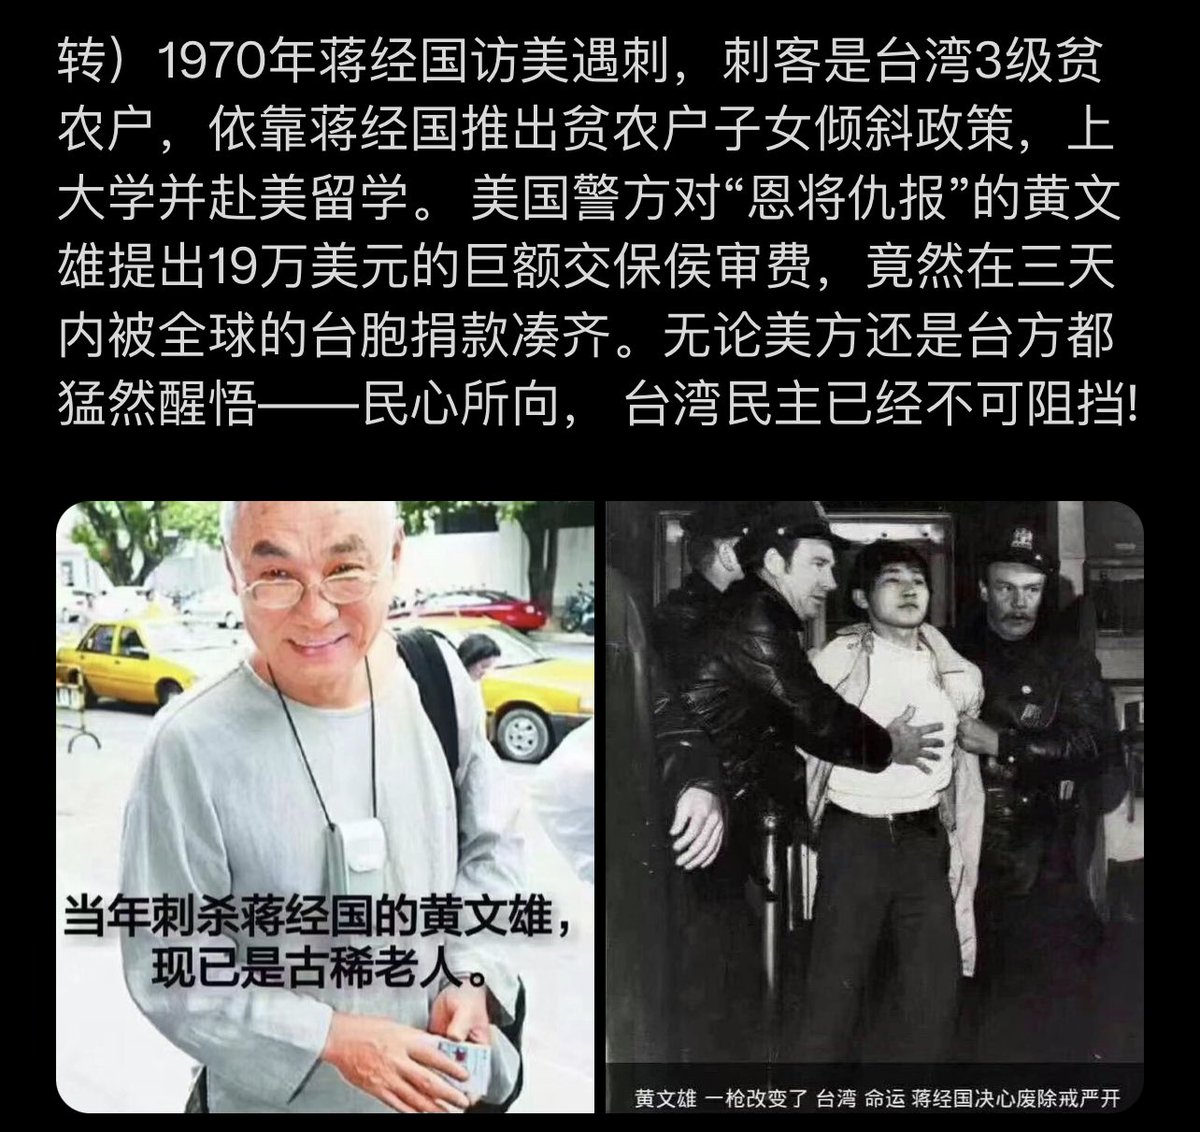 转）1970年蒋经国访美遇刺，刺客是台湾3级贫
农户，依靠蒋经国推出贫农户子女倾斜政策，上
大学并赴美留学。 美国警方对“恩将仇报”的黄文
雄提出19万美元的巨额交保侯审费，竟然在三天
内被全球的台胞捐款凑齐。无论美方还是台方都
猛然醒悟——民心所向， 台湾民主已经不可阻挡!
当年刺杀蒋经国的黄文雄，
现已是古稀老人。
黄文雄 一枪改变了 台湾 命运 蒋经国决心废除戒严开